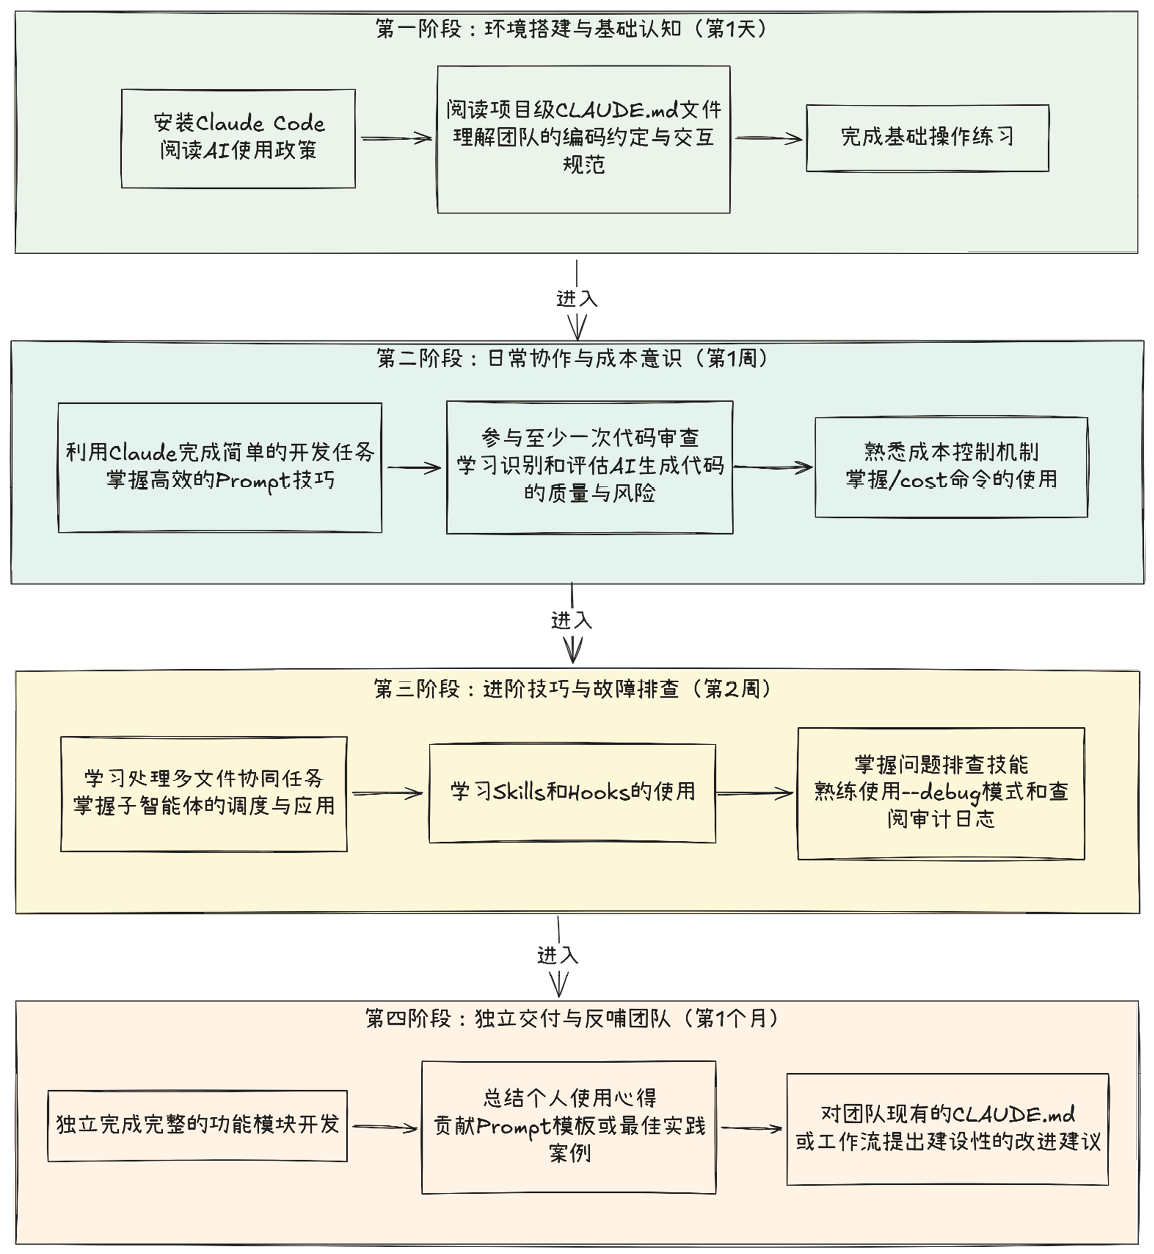 第一阶段：环境搭建与基础认知（第1天）
安装Claude Code
阅读AI使用政策
阅读项目级CLAUDE.md文件
理解团队的编码约定与交互
规范
完成基础操作练习
进入
第二阶段：日常协作与成本意识（第1周）
利用Claude完成简单的开发任务
掌握高效的Prompt技巧
参与至少一次代码审查
学习识别和评估AI生成代码
的质量与风险
熟悉成本控制机制
掌握/cost命令的使用
进入
第三阶段：进阶技巧与故障排查（第2周）
学习处理多文件协同任务
掌握子智能体的调度与应用
学习Skills和Hooks的使用
掌握问题排查技能
熟练使用--debug模式和查
阅审计日志
进入
第四阶段：独立交付与反哺团队（第1个月）
独立完成完整的功能模块开发
总结个人使用心得
贡献Prompt模板或最佳实践
案例
对团队现有的CLAUDE.md
或工作流提出建设性的改进建议